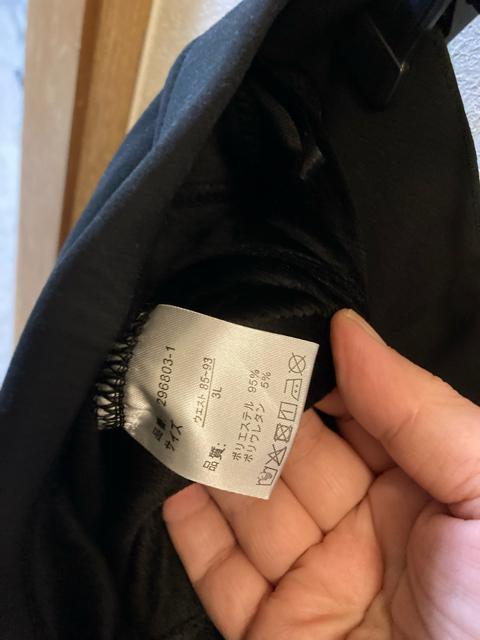 品番 296803-1
サイズ
ウエスト 85-93
3L
品質:
ポリエステル 95%
ポリウレタン 5%